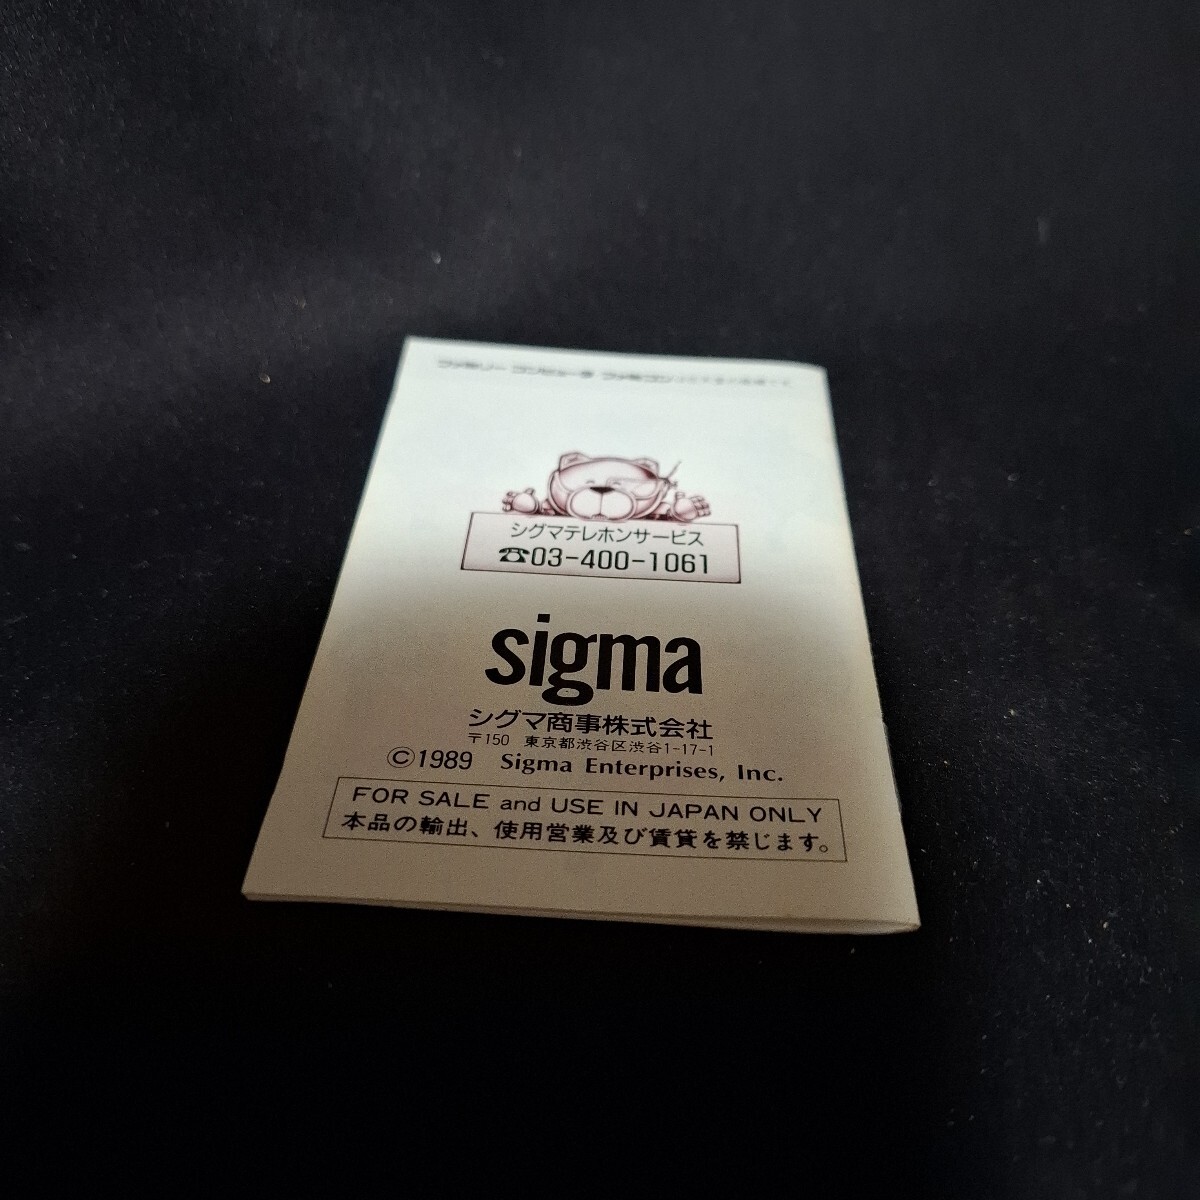 シグマテレホンサービス
☎03-400-1061
sigma
シグマ商事株式会社
〒150 東京都渋谷区渋谷1-17-1
©1989 Sigma Enterprises, Inc.
FOR SALE and USE IN JAPAN ONLY
本品の輸出、使用営業及び賃貸を禁じます。